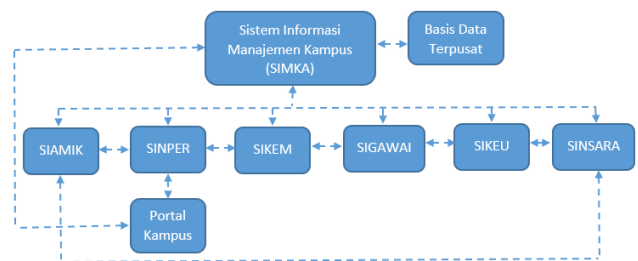 Sistem Informasi
Manajemen Kampus
(SIMKA)
Basis Data
Terpusat
SIAMIK
SINPER
SIKEM
SIGAWAI
SIKEU
SINSARA
Portal
Kampus